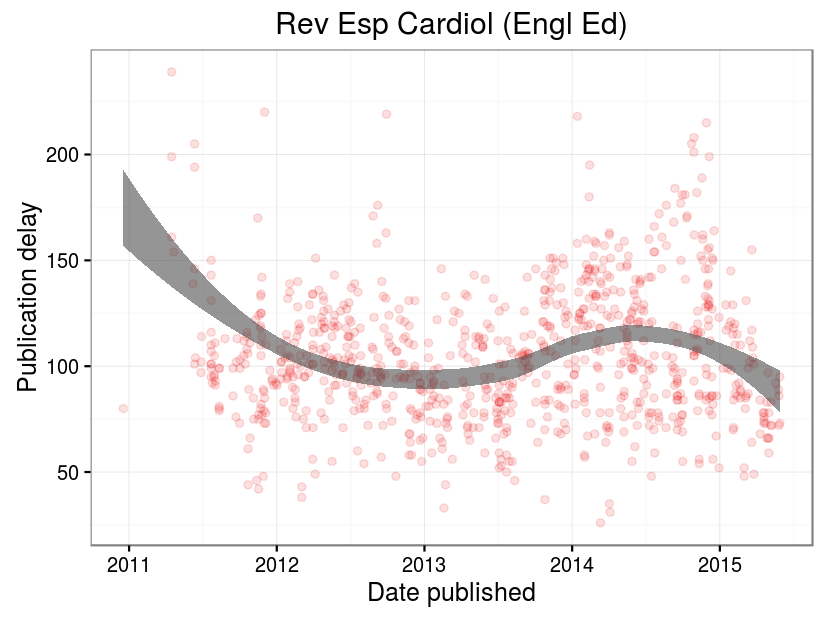 Rev Esp Cardiol (Engl Ed)
Publication delay
200
150
100
50
2011 2012 2013 2014 2015
Date published